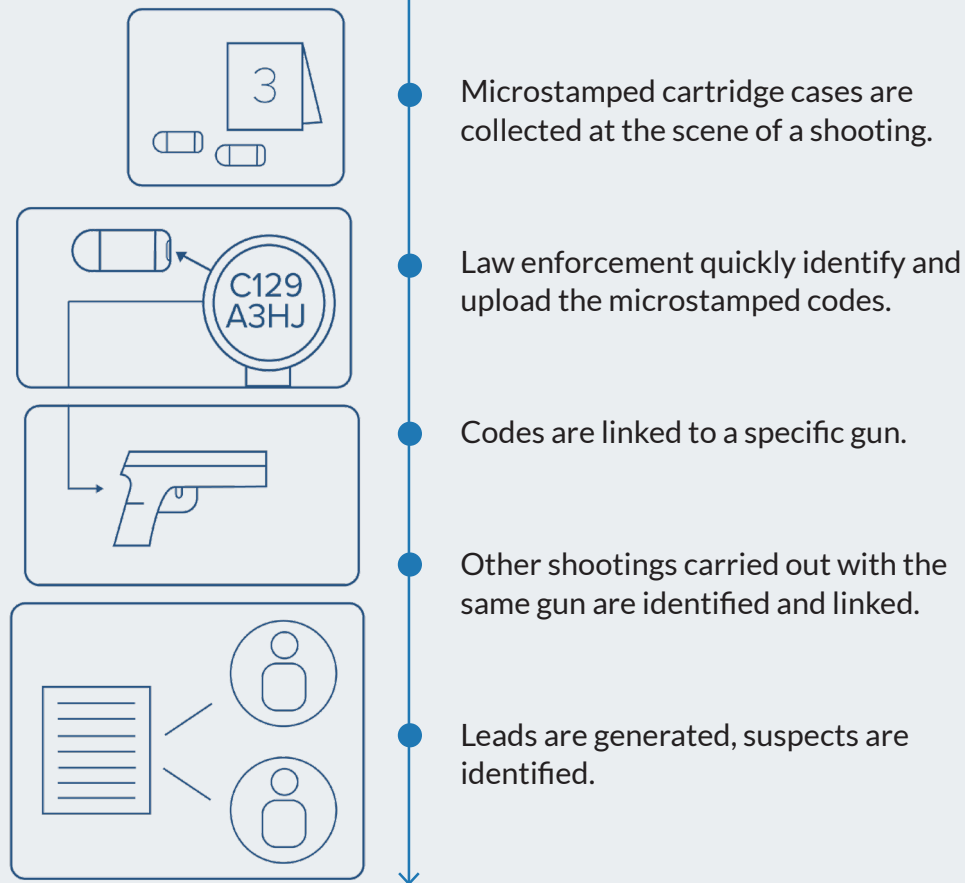 3
Microstamped cartridge cases are
collected at the scene of a shooting.
C129
A3HJ
Law enforcement quickly identify and
upload the microstamped codes.
Codes are linked to a specific gun.
Other shootings carried out with the
same gun are identified and linked.
Leads are generated, suspects are
identified.